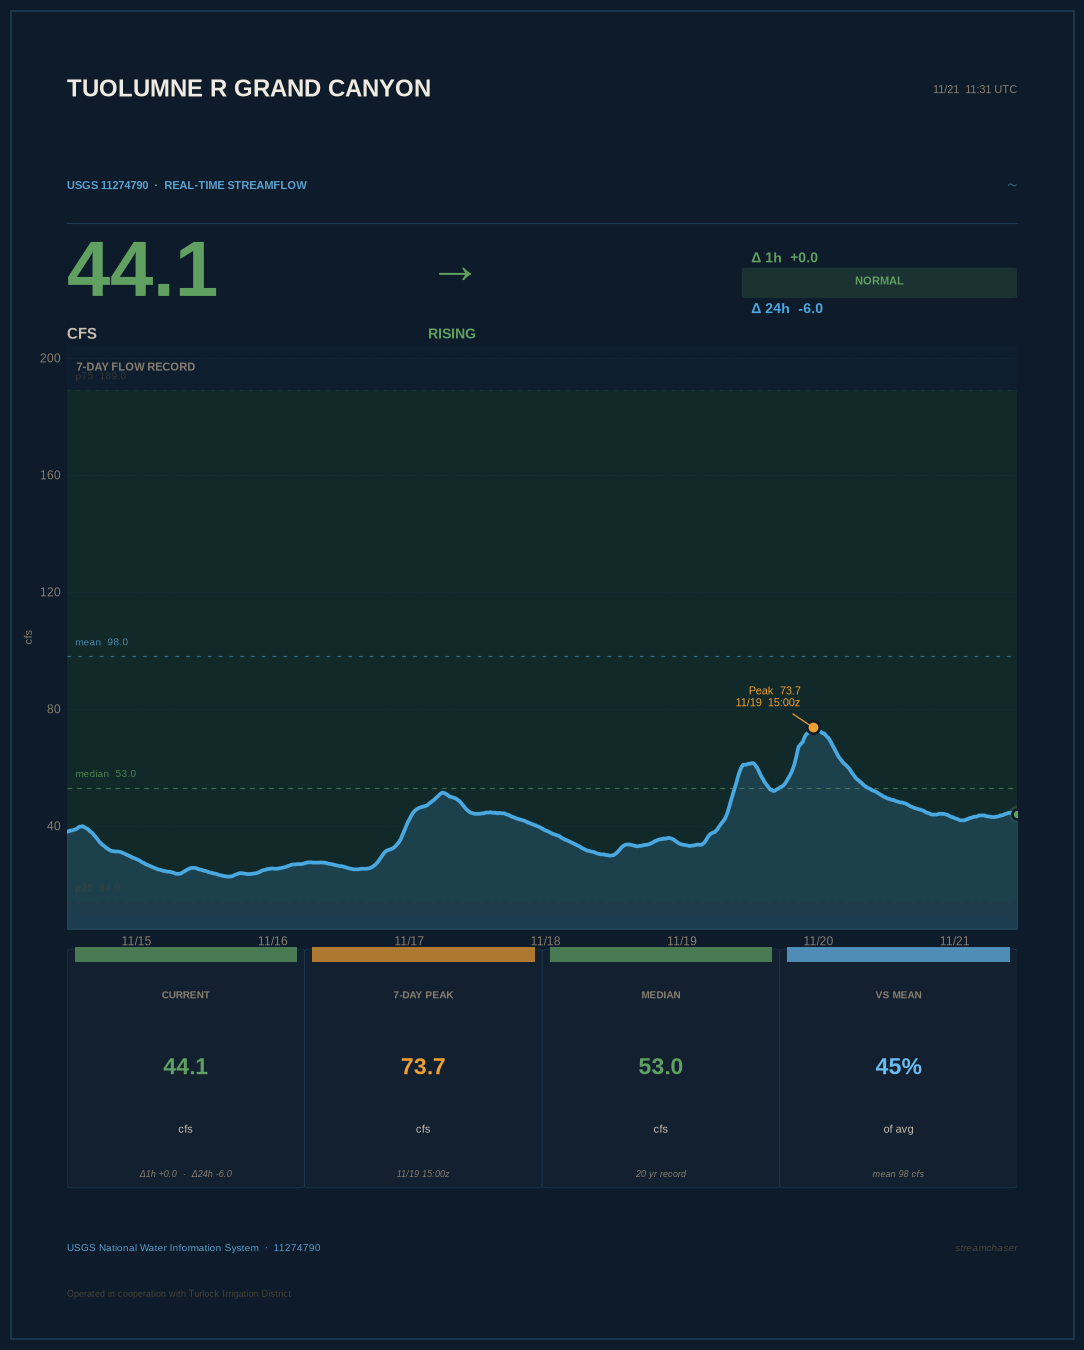 TUOLUMNE R GRAND CANYON
11/21 11:31 UTC
USGS 11274790 · REAL-TIME STREAMFLOW
~
44.1
→
Δ 1h +0.0
NORMAL
Δ 24h -6.0
CFS
RISING
7-DAY FLOW RECORD
p75 189.0
200
160
120
80
40
cfs
mean 98.0
Peak 73.7
11/19 15:00z
median 53.0
11/15
11/16
11/17
11/18
11/19
11/20
11/21
CURRENT
44.1
cfs
Δ1h +0.0 · Δ24h -6.0
7-DAY PEAK
73.7
cfs
11/19 15:00z
MEDIAN
53.0
cfs
20 yr record
VS MEAN
45%
of avg
mean 98 cfs
USGS National Water Information System · 11274790
streamchaser
Operated in cooperation with Turlock Irrigation District